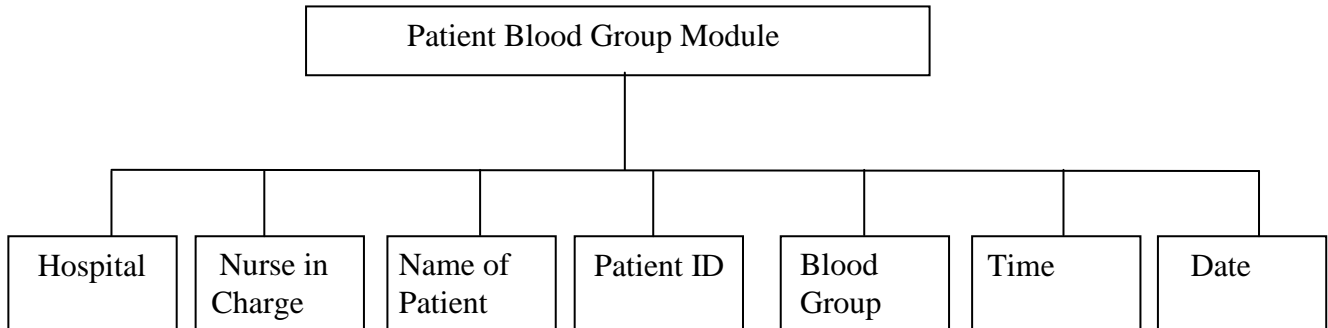 Patient Blood Group Module
Hospital
Nurse in
Charge
Name of
Patient
Patient ID
Blood
Group
Time
Date